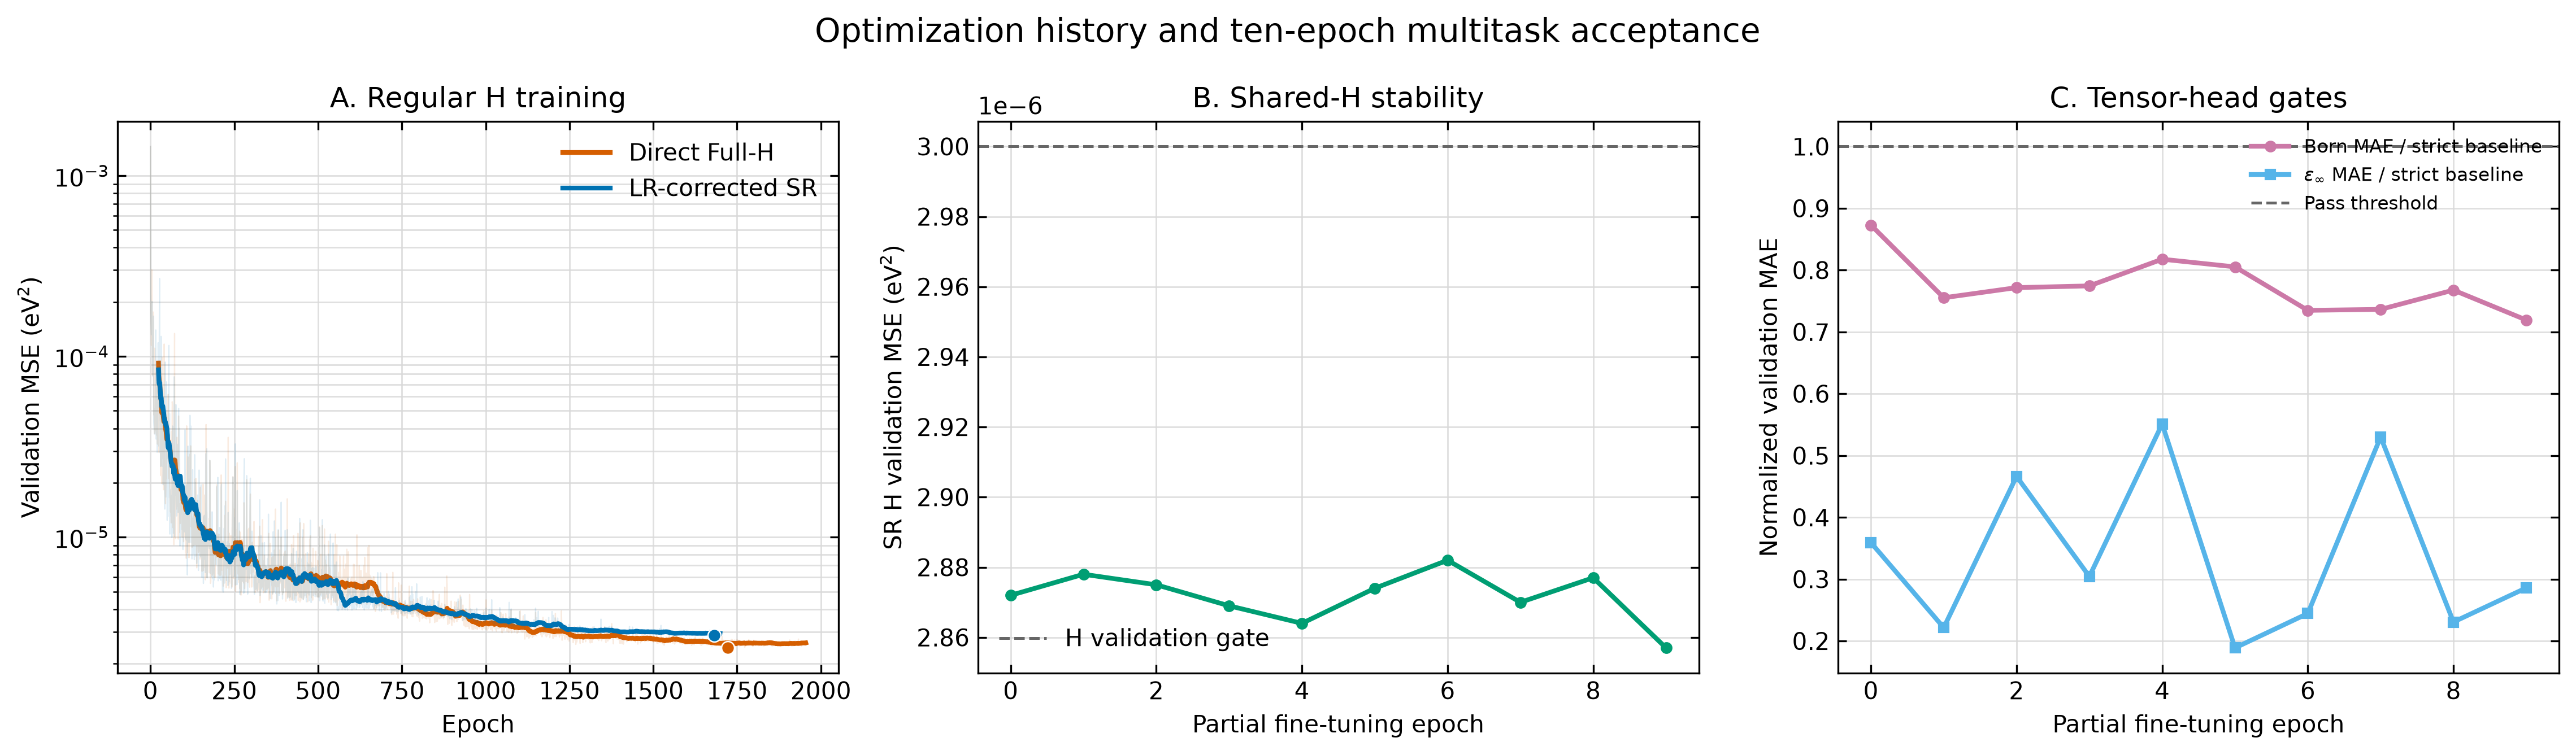 Optimization history and ten-epoch multitask acceptance
A. Regular H training
Validation MSE (eV²)
10⁻³
10⁻⁴
10⁻⁵
Direct Full-H
LR-corrected SR
0 250 500 750 1000 1250 1500 1750 2000
Epoch
B. Shared-H stability
1e−6
SR H validation MSE (eV²)
3.00
2.98
2.96
2.94
2.92
2.90
2.88
2.86
H validation gate
0 2 4 6 8
Partial fine-tuning epoch
C. Tensor-head gates
Normalized validation MAE
1.0
0.9
0.8
0.7
0.6
0.5
0.4
0.3
0.2
Born MAE / strict baseline
ε∞ MAE / strict baseline
Pass threshold
0 2 4 6 8
Partial fine-tuning epoch